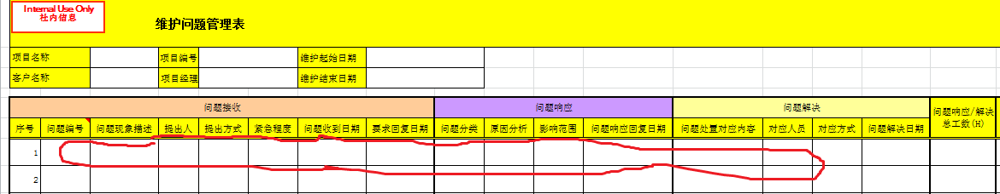 Internal Use Only
社内信息
维护问题管理表
项目名称 项目编号 维护起始日期
客户名称 项目经理 维护结束日期
问题接收 问题响应 问题解决 问题响应/解决总工数(H)
序号 问题编号 问题现象描述 提出人 提出方式 紧急程度 问题收到日期 要求回复日期 问题分类 原因分析 影响范围 问题响应回复日期 问题处置对应内容 对应人员 对应方式 问题解决日期
1
2